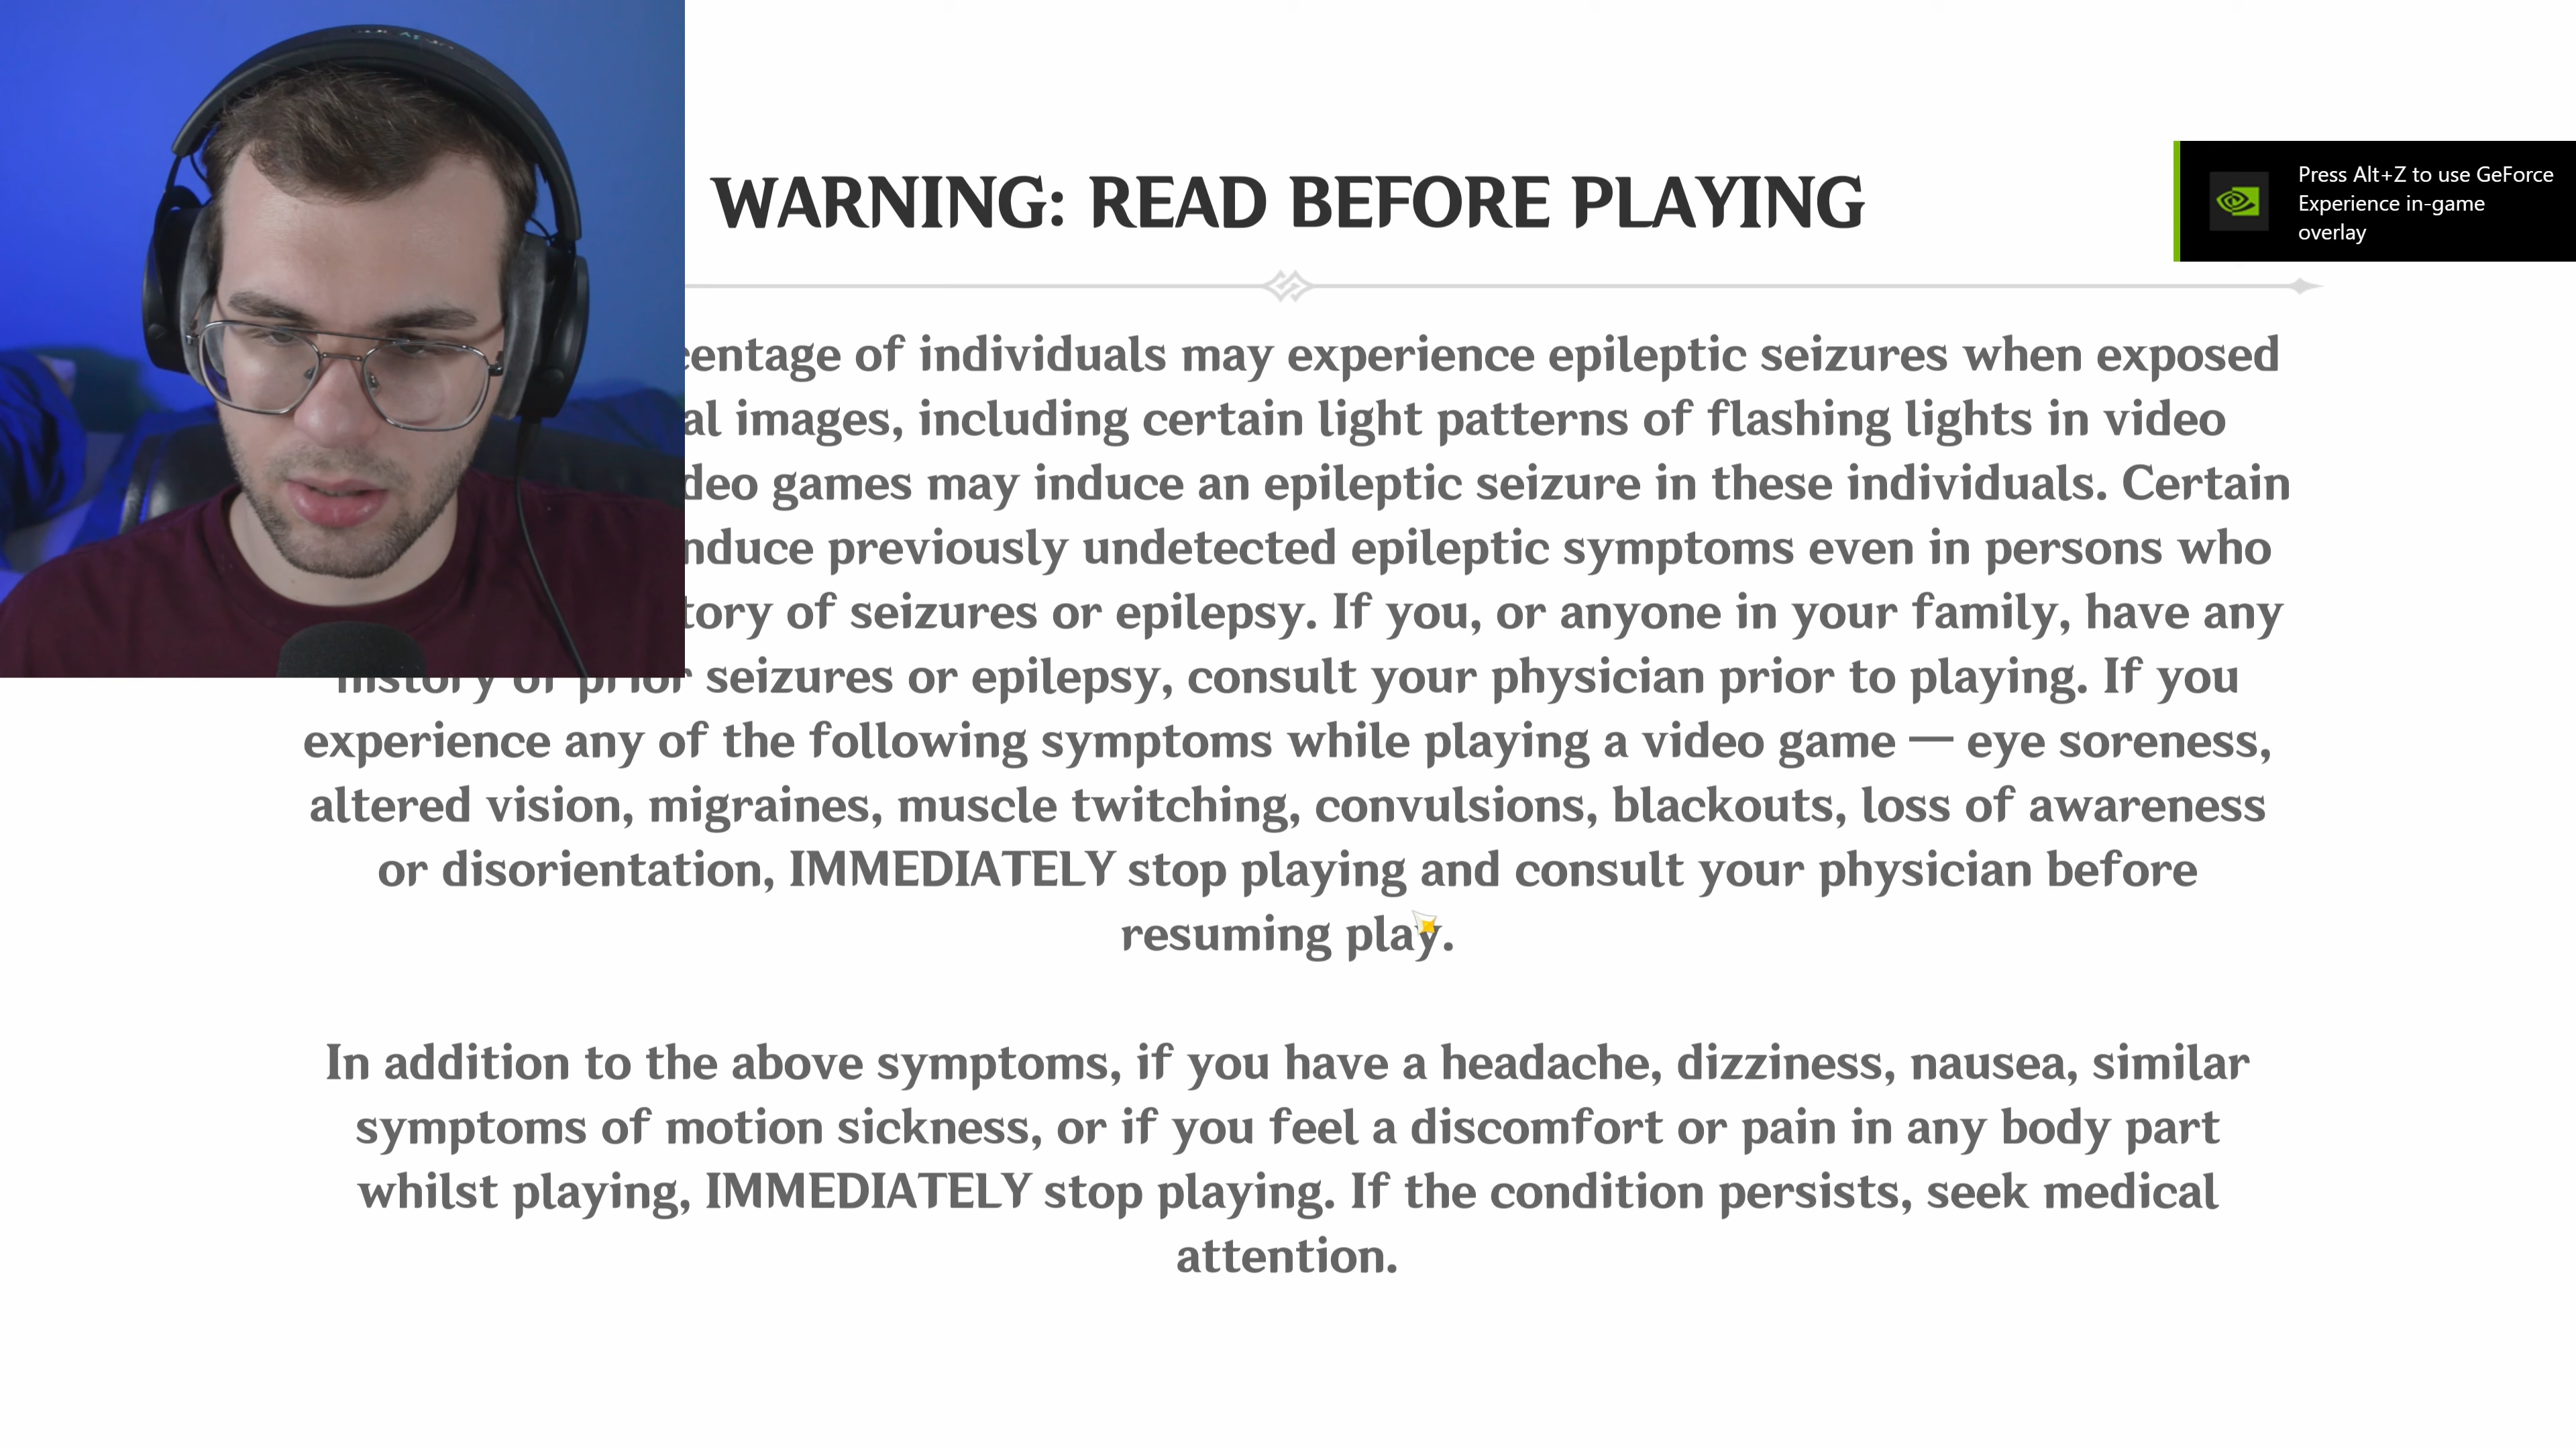 WARNING: READ BEFORE PLAYING
Press Alt+Z to use GeForce
Experience in-game
overlay
of individuals may experience epileptic seizures when exposed
images, including certain light patterns of flashing lights in video
games may induce an epileptic seizure in these individuals. Certain
previously undetected epileptic symptoms even in persons who
of seizures or epilepsy. If you, or anyone in your family, have any
history of prior seizures or epilepsy, consult your physician prior to playing. If you
experience any of the following symptoms while playing a video game — eye soreness,
altered vision, migraines, muscle twitching, convulsions, blackouts, loss of awareness
or disorientation, IMMEDIATELY stop playing and consult your physician before
resuming play.
In addition to the above symptoms, if you have a headache, dizziness, nausea, similar
symptoms of motion sickness, or if you feel a discomfort or pain in any body part
whilst playing, IMMEDIATELY stop playing. If the condition persists, seek medical
attention.